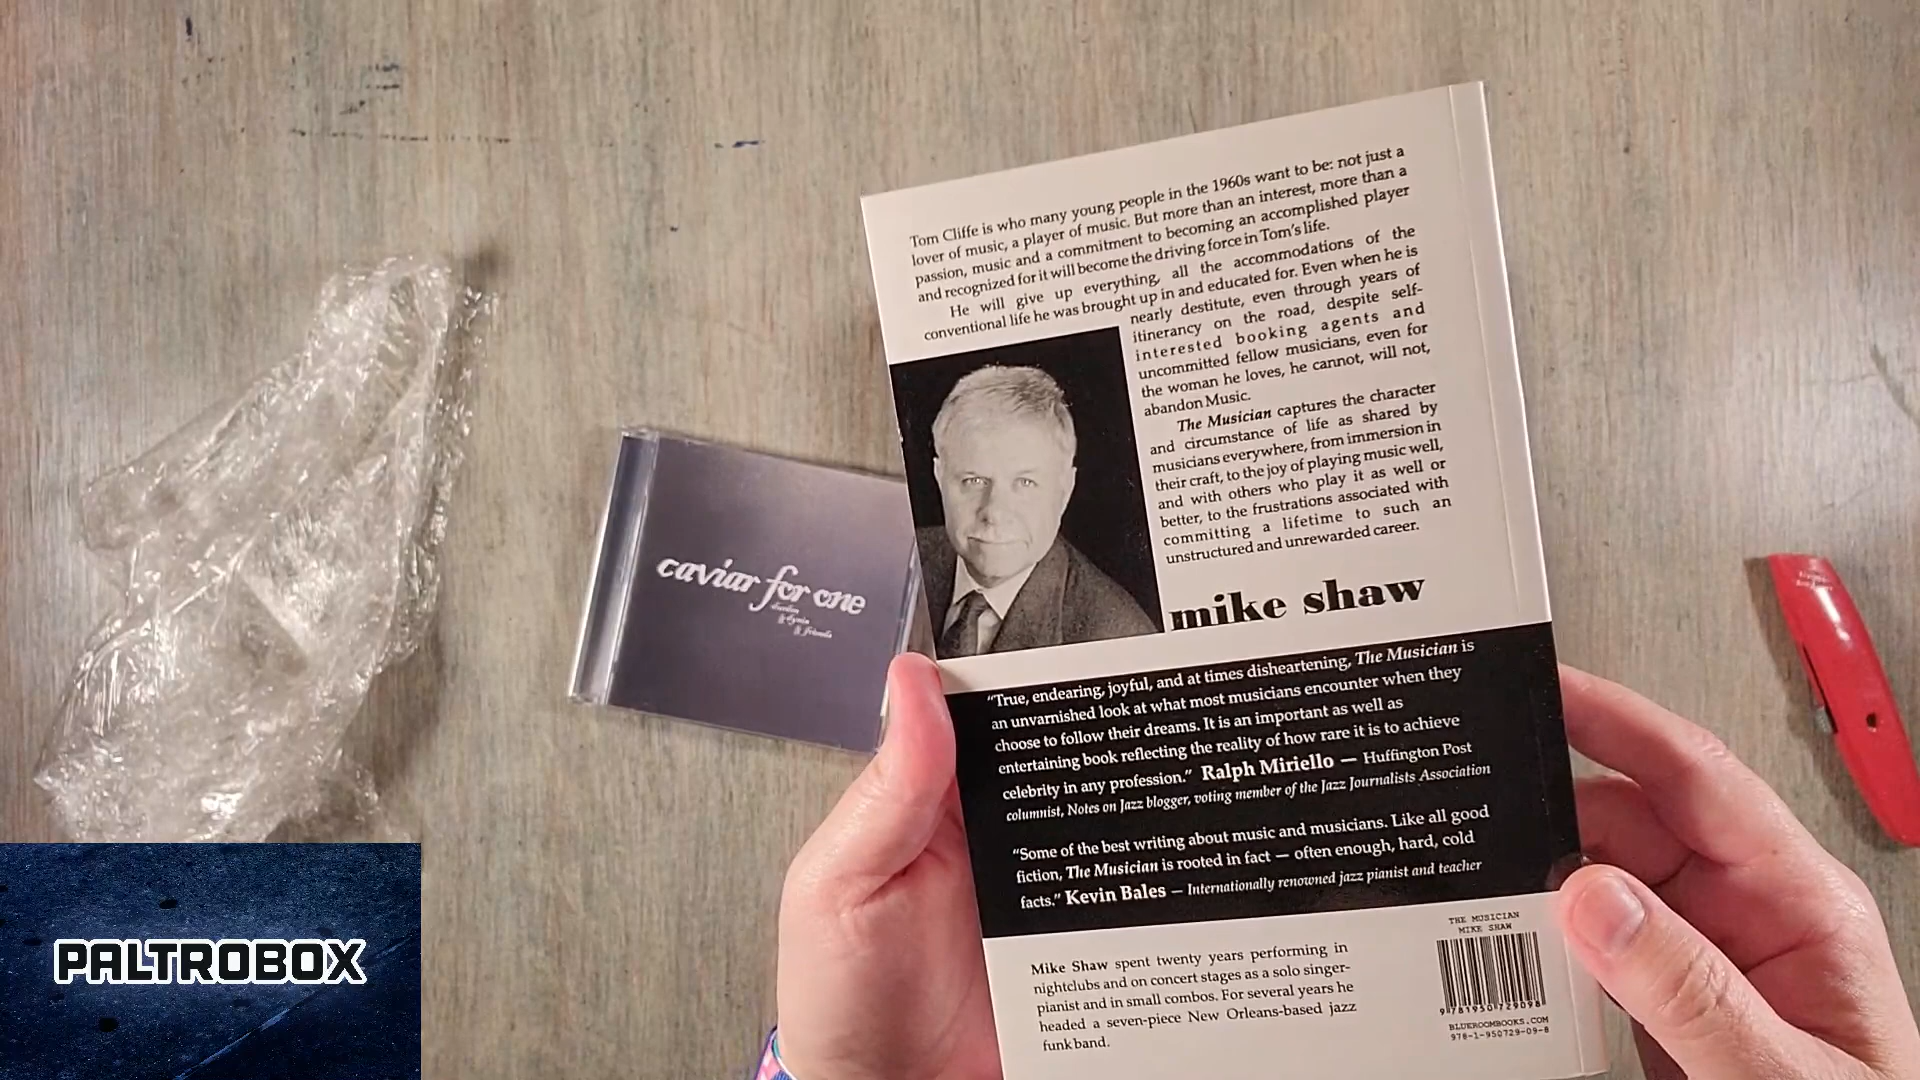 Tom Cliffe is who many young people in the 1960s want to be: not just a
lover of music, a player of music. But more than an interest, more than a
passion, music and a commitment to becoming an accomplished player
and recognized for it will become the driving force in Tom's life.
He will give up everything, all the accommodations of the
conventional life he was brought up in and educated for. Even when he is
nearly destitute, even through years of
itinerancy on the road, despite self-
interested booking agents and
uncommitted fellow musicians, even for
the woman he loves, he cannot, will not,
abandon Music.
The Musician captures the character
and circumstance of life as shared by
musicians everywhere, from immersion in
their craft, to the joy of playing music well,
and with others who play it as well or
better, to the frustrations associated with
committing a lifetime to such an
unstructured and unrewarded career.
mike shaw
"True, endearing, joyful, and at times disheartening, The Musician is
an unvarnished look at what most musicians encounter when they
choose to follow their dreams. It is an important as well as
entertaining book reflecting the reality of how rare it is to achieve
celebrity in any profession." Ralph Miriello — Huffington Post
columnist, Notes on Jazz blogger, voting member of the Jazz Journalists Association
"Some of the best writing about music and musicians. Like all good
fiction, The Musician is rooted in fact — often enough, hard, cold
facts." Kevin Bales — Internationally renowned jazz pianist and teacher
Mike Shaw spent twenty years performing in
nightclubs and on concert stages as a solo singer-
pianist and in small combos. For several years he
headed a seven-piece New Orleans-based jazz
funk band.
THE MUSICIAN
MIKE SHAW
9 781950 729098
BLUEROOMBOOKS.COM
978-1-950729-09-8
caviar for one
& friends
PALTROBOX